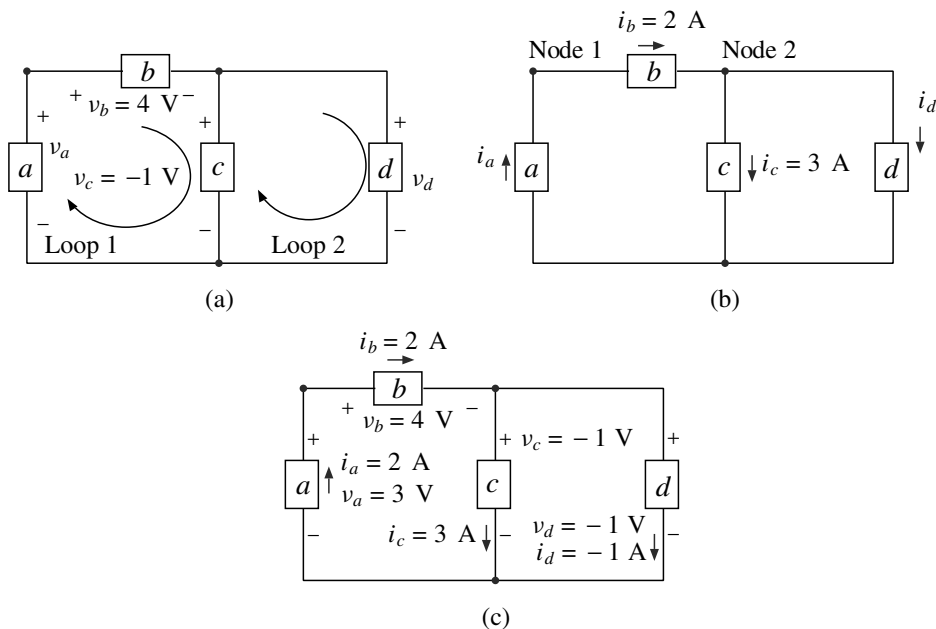 b
+ v_b = 4 V −
+ + +
a v_a c d
v_c = −1 V v_d
− − −
Loop 1 Loop 2
(a)
i_b = 2 A
Node 1 Node 2
b
i_d
i_a a c i_c = 3 A d
(b)
i_b = 2 A
b
+ v_b = 4 V −
+ + v_c = − 1 V +
a i_a = 2 A c d
v_a = 3 V
− i_c = 3 A − v_d = −1 V −
i_d = −1 A
(c)